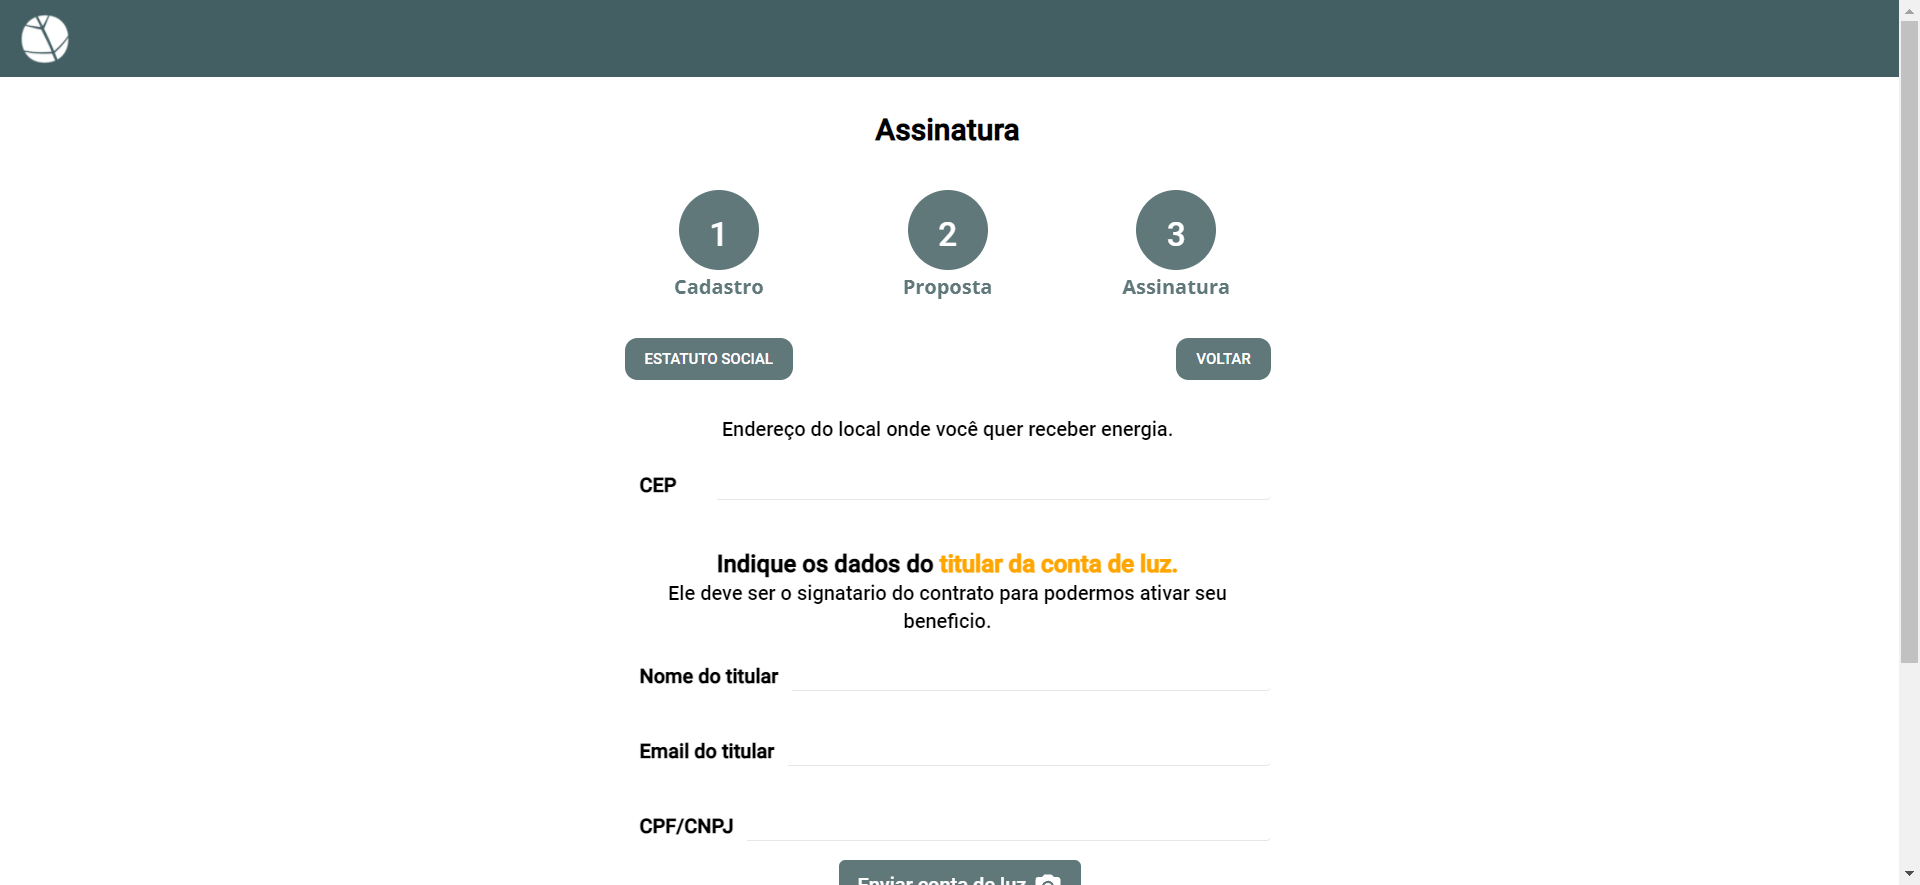 Assinatura
1
2
3
Cadastro
Proposta
Assinatura
ESTATUTO SOCIAL
VOLTAR
Endereço do local onde você quer receber energia.
CEP
Indique os dados do titular da conta de luz.
Ele deve ser o signatario do contrato para podermos ativar seu
beneficio.
Nome do titular
Email do titular
CPF/CNPJ
Enviar conta de luz